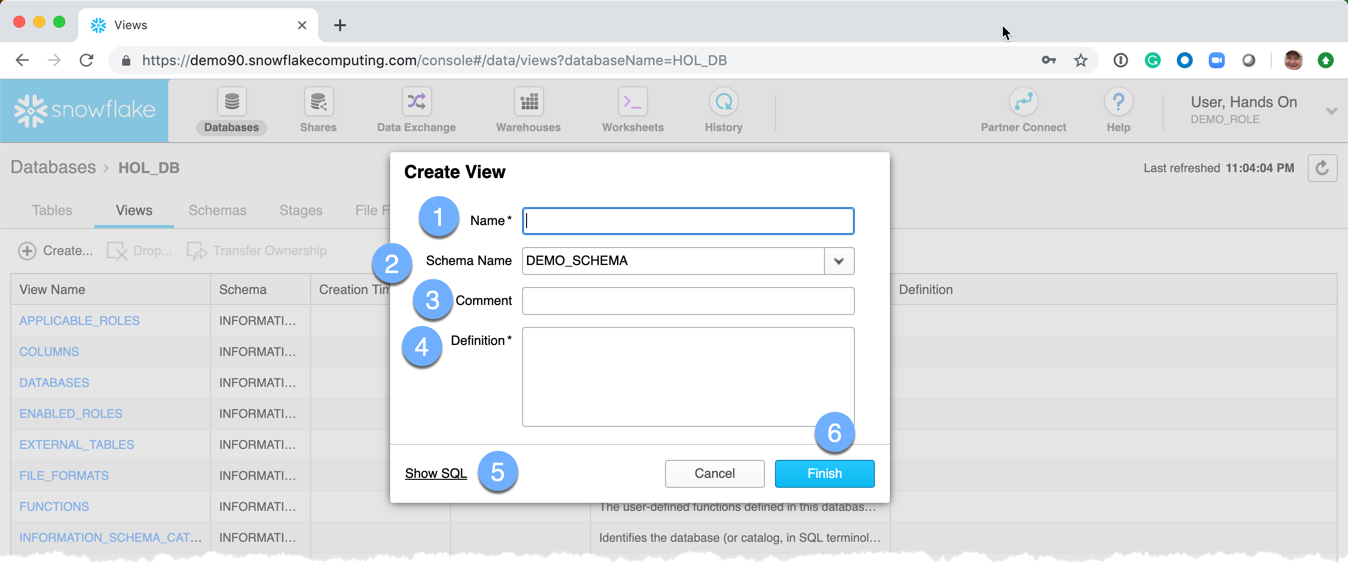 Views
https://demo90.snowflakecomputing.com/console#/data/views?databaseName=HOL_DB
snowflake
Databases
Shares
Data Exchange
Warehouses
Worksheets
History
Partner Connect
Help
User, Hands On
DEMO_ROLE
Databases > HOL_DB
Last refreshed 11:04:04 PM
Tables
Views
Schemas
Stages
File F
Create...
Drop...
Transfer Ownership
View Name
Schema
Creation Tim
Definition
APPLICABLE_ROLES INFORMATI...
COLUMNS INFORMATI...
DATABASES INFORMATI...
ENABLED_ROLES INFORMATI...
EXTERNAL_TABLES INFORMATI...
FILE_FORMATS INFORMATI...
FUNCTIONS INFORMATI... The user-defined functions defined in this databas...
INFORMATION_SCHEMA_CAT... INFORMATI... Identifies the database (or catalog, in SQL terminol...
Create View
1 Name*
2 Schema Name DEMO_SCHEMA
3 Comment
4 Definition*
6
Show SQL 5 Cancel Finish